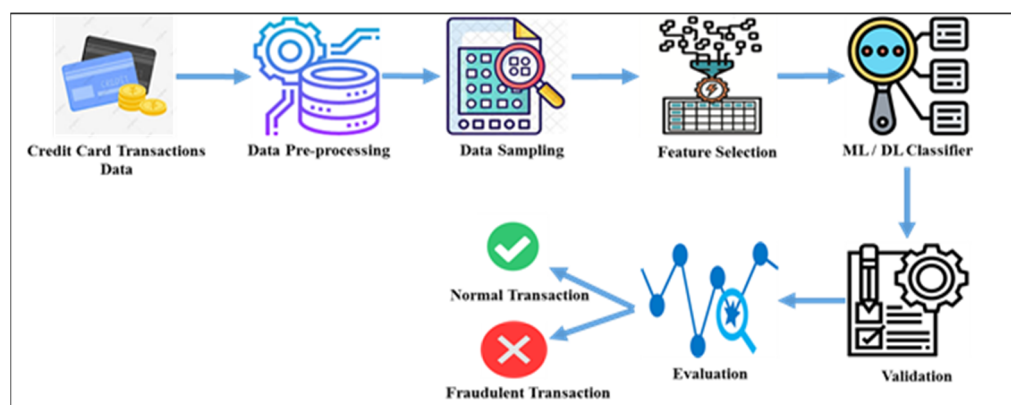 Credit Card Transactions
Data
Data Pre-processing
Data Sampling
Feature Selection
ML / DL Classifier
Normal Transaction
Fraudulent Transaction
Evaluation
Validation